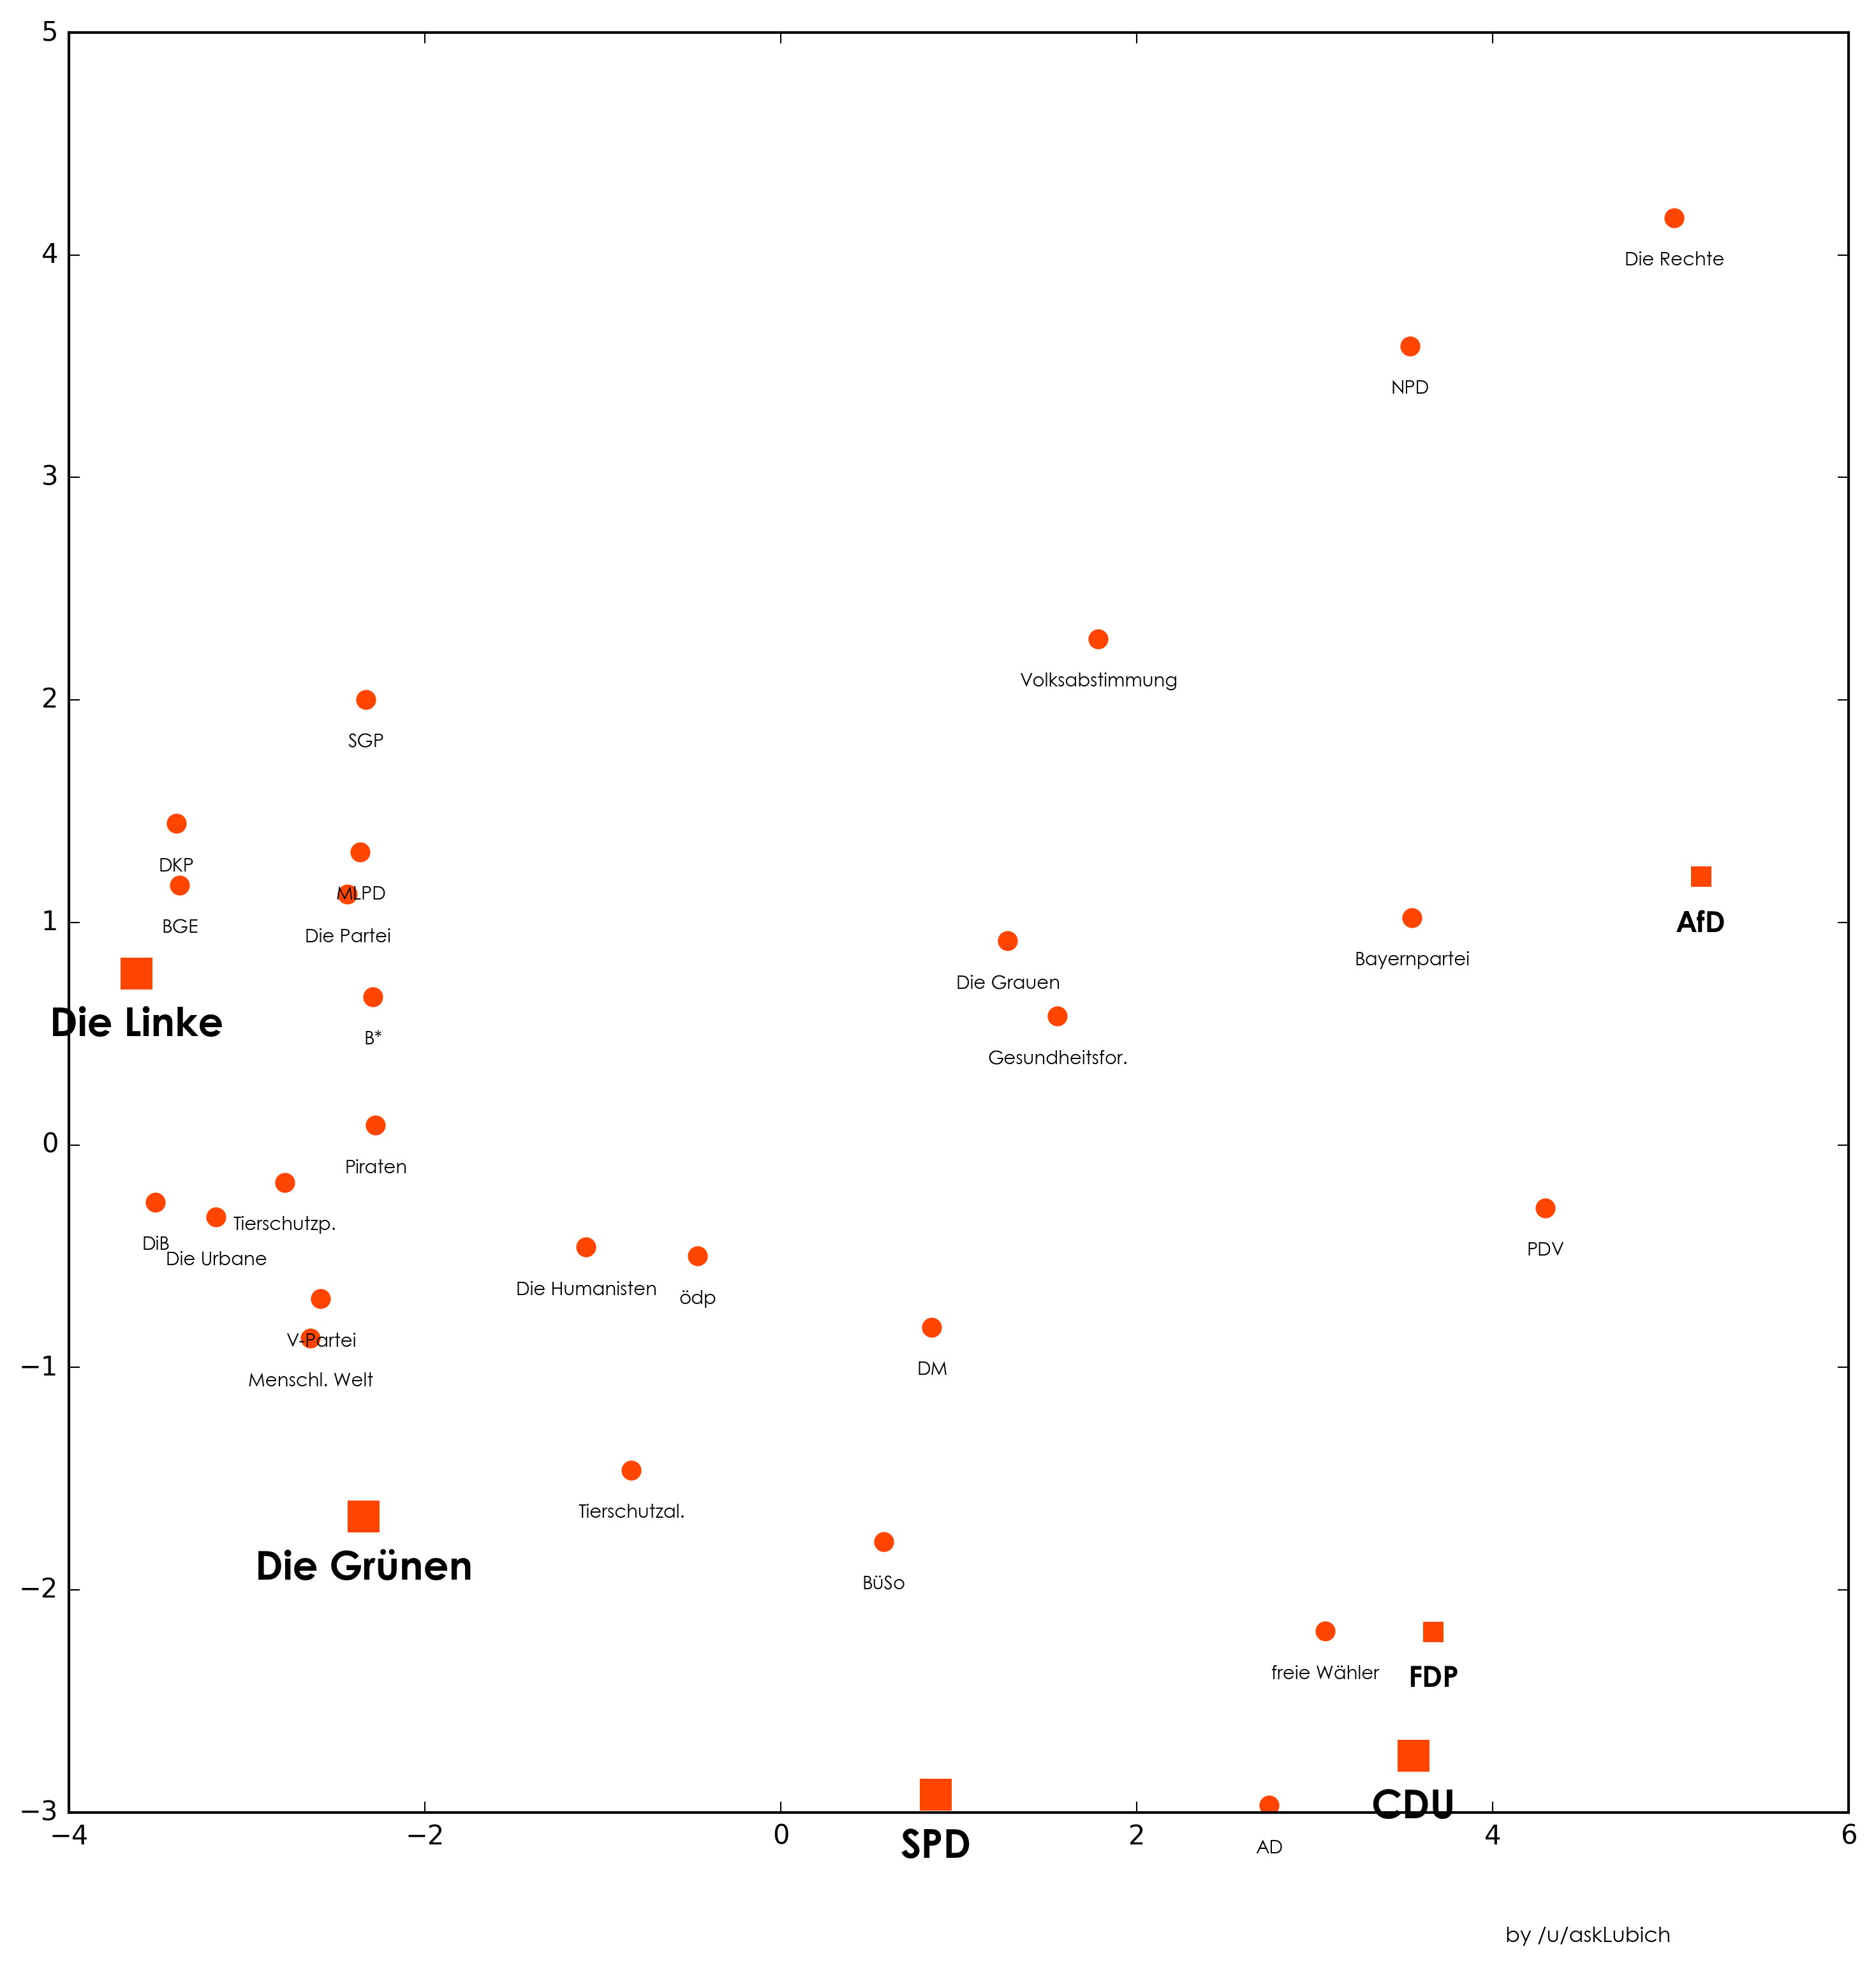 5
4
Die Rechte
NPD
3
Volksabstimmung
2
SGP
DKP
MLPD
1
BGE
Die Partei
AfD
Bayernpartei
Die Grauen
Die Linke
B*
Gesundheitsfor.
0
Piraten
Tierschutzp.
DiB
Die Urbane
PDV
Die Humanisten
ödp
V-Partei
−1
DM
Menschl. Welt
Tierschutzal.
Die Grünen
BüSo
−2
freie Wähler
FDP
CDU
−3
−4 −2 0 2 4 6
SPD
AD
by /u/askLubich